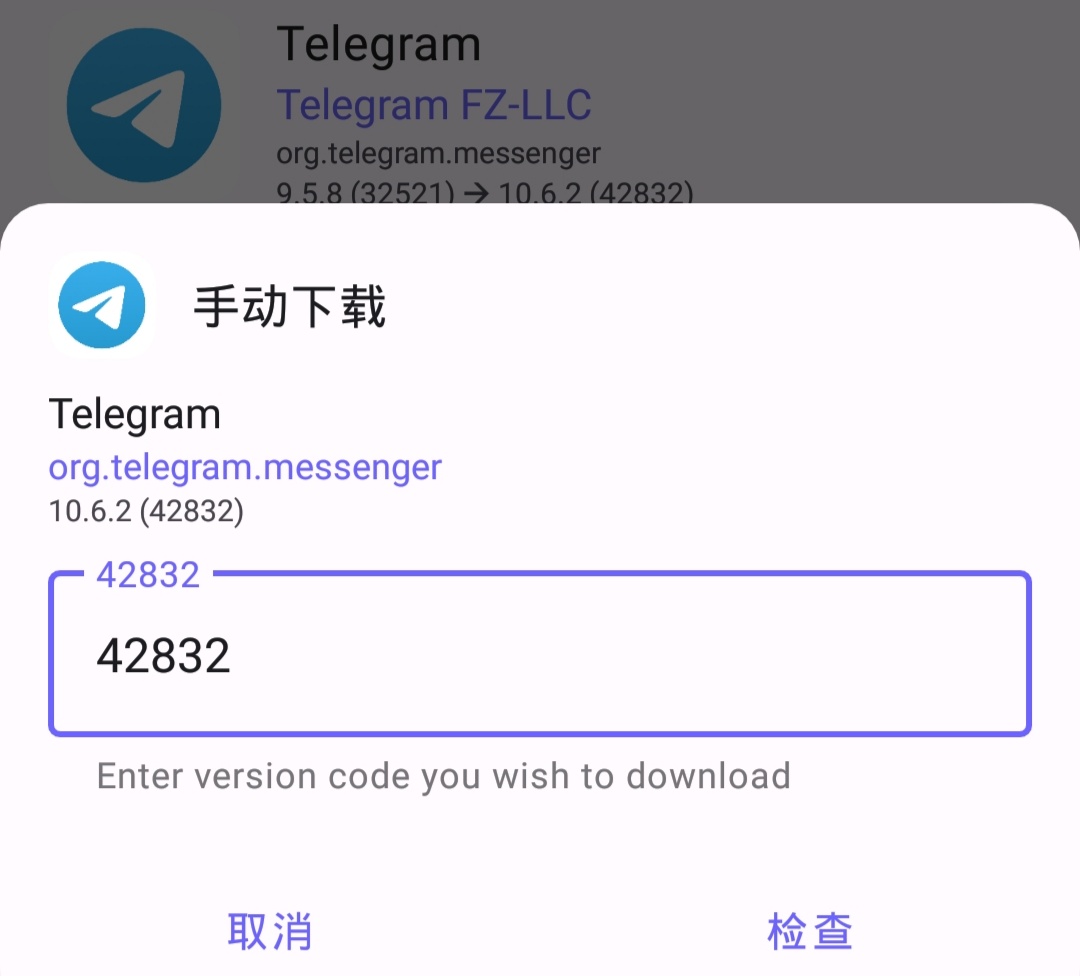 Telegram
Telegram FZ-LLC
org.telegram.messenger
9.5.8 (32521) → 10.6.2 (42832)
手动下载
Telegram
org.telegram.messenger
10.6.2 (42832)
42832
42832
Enter version code you wish to download
取消 检查